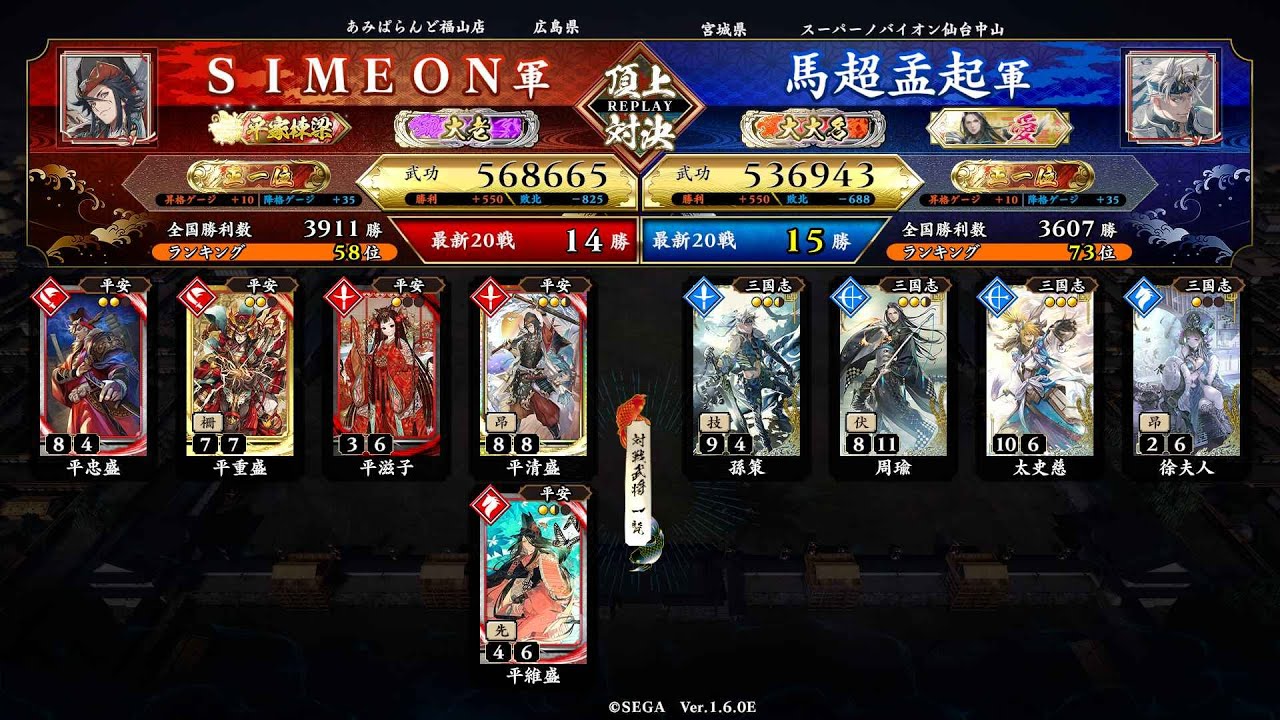 あみぱらんど福山店 広島県
宮城県 スーパーノバイオン仙台中山
SIMEON軍
頂上
REPLAY
対決
馬超孟起軍
平家棟梁
大老
大大名
愛
正一位
武功 568665
勝利 +550 敗北 -825
武功 536943
勝利 +550 敗北 -688
正一位
昇格ゲージ +10 降格ゲージ +35
昇格ゲージ +10 降格ゲージ +35
全国勝利数 3911勝
ランキング 58位
最新20戦 14勝
最新20戦 15勝
全国勝利数 3607勝
ランキング 73位
平安
平安
平安
平安
三国志
三国志
三国志
三国志
柵
昴
技
伏
昴
8 4
7 7
3 6
8 8
9 4
8 11
10 6
2 6
平忠盛
平重盛
平滋子
平清盛
孫策
周瑜
太史慈
徐夫人
対戦武将一覧
平安
先
4 6
平維盛
©SEGA Ver.1.6.0E